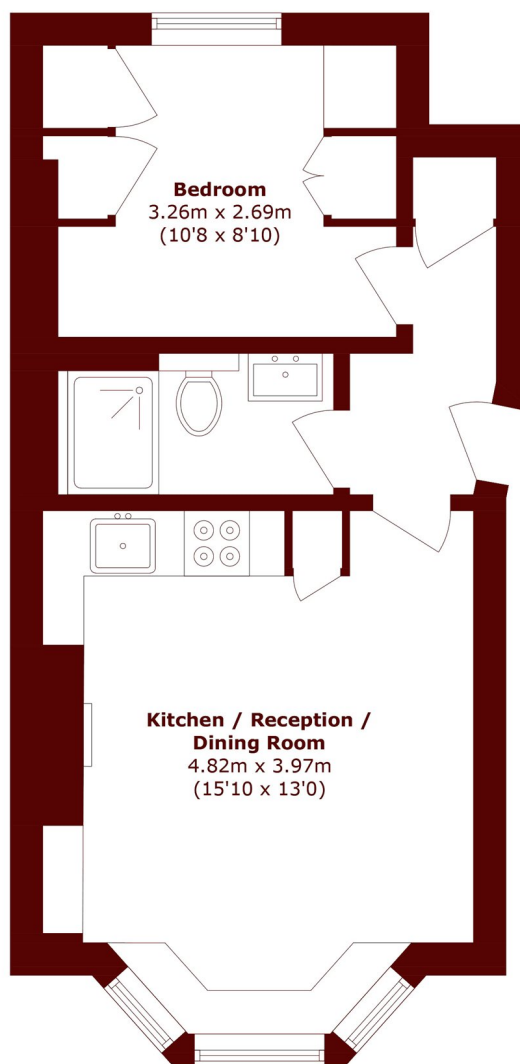 Bedroom
3.26m x 2.69m
(10'8 x 8'10)
Kitchen / Reception /
Dining Room
4.82m x 3.97m
(15'10 x 13'0)